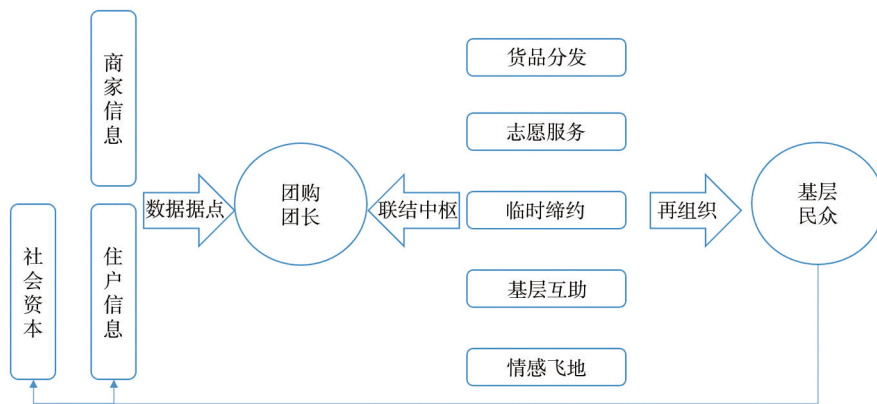 商家信息
社会资本
住户信息
数据据点
团购
团长
联结中枢
货品分发
志愿服务
临时缔约
基层互助
情感飞地
再组织
基层
民众